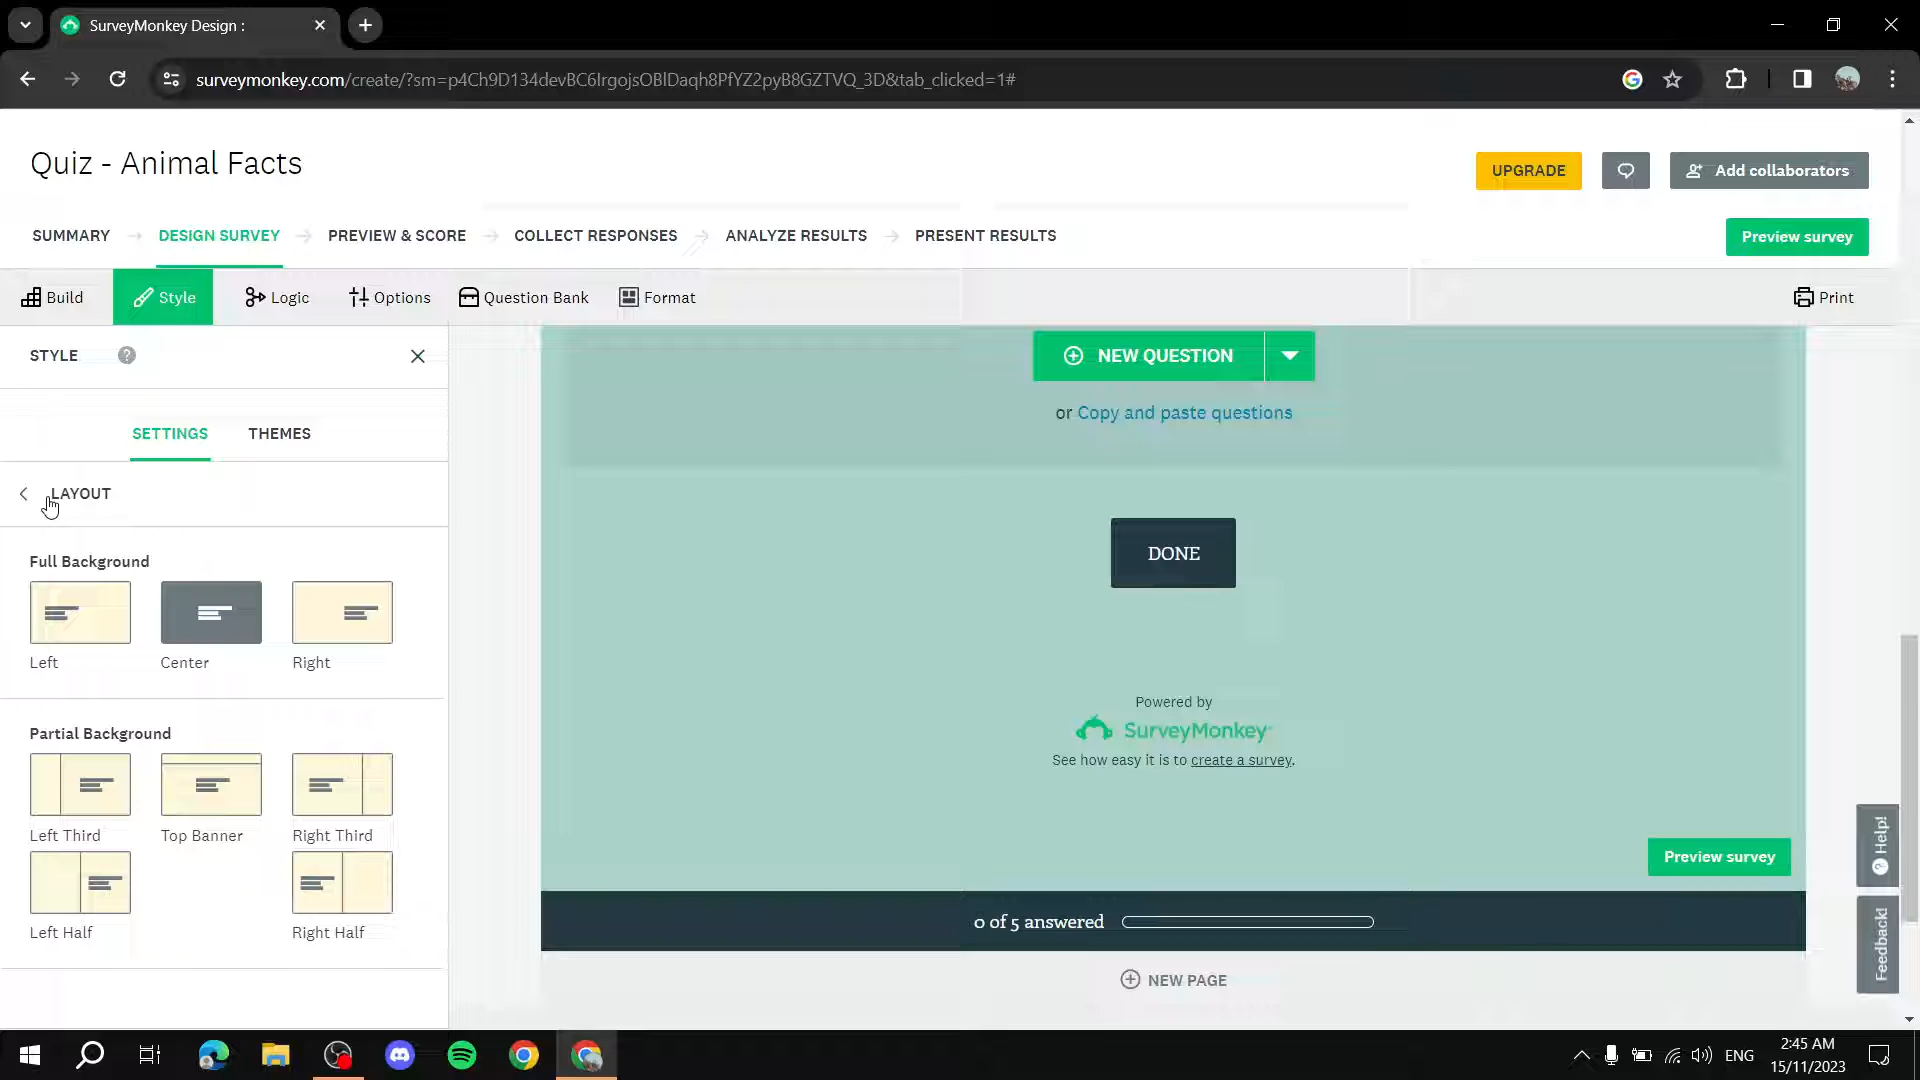 SurveyMonkey Design :
surveymonkey.com/create/?sm=p4Ch9D134devBC6IrgojsOBlDaqh8PfYZ2pyB8GZTVQ_3D&tab_clicked=1#
Quiz - Animal Facts
UPGRADE
Add collaborators
SUMMARY
DESIGN SURVEY
PREVIEW & SCORE
COLLECT RESPONSES
ANALYZE RESULTS
PRESENT RESULTS
Preview survey
Build
Style
Logic
Options
Question Bank
Format
Print
STYLE
SETTINGS
THEMES
LAYOUT
Full Background
Left
Center
Right
Partial Background
Left Third
Top Banner
Right Third
Left Half
Right Half
NEW QUESTION
or Copy and paste questions
DONE
Powered by
SurveyMonkey
See how easy it is to create a survey.
Preview survey
0 of 5 answered
NEW PAGE
Help!
Feedback!
ENG
2:45 AM
15/11/2023